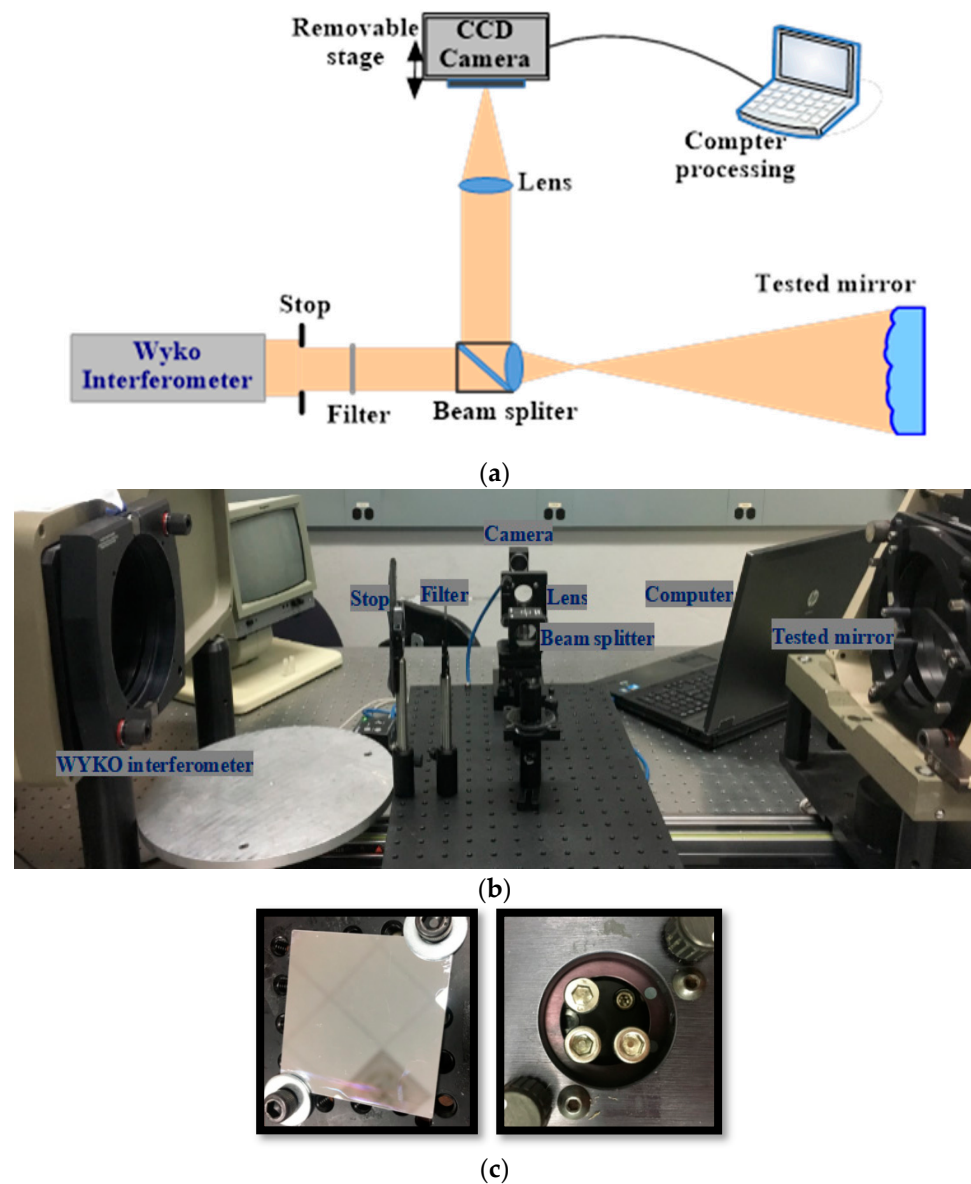 Removable
stage
CCD
Camera
Compter
processing
Lens
Tested mirror
Stop
Wyko
Interferometer
Filter
Beam spliter
(a)
Camera
Stop
Filter
Lens
Computer
Beam splitter
Tested mirror
WYKO interferometer
(b)
(c)